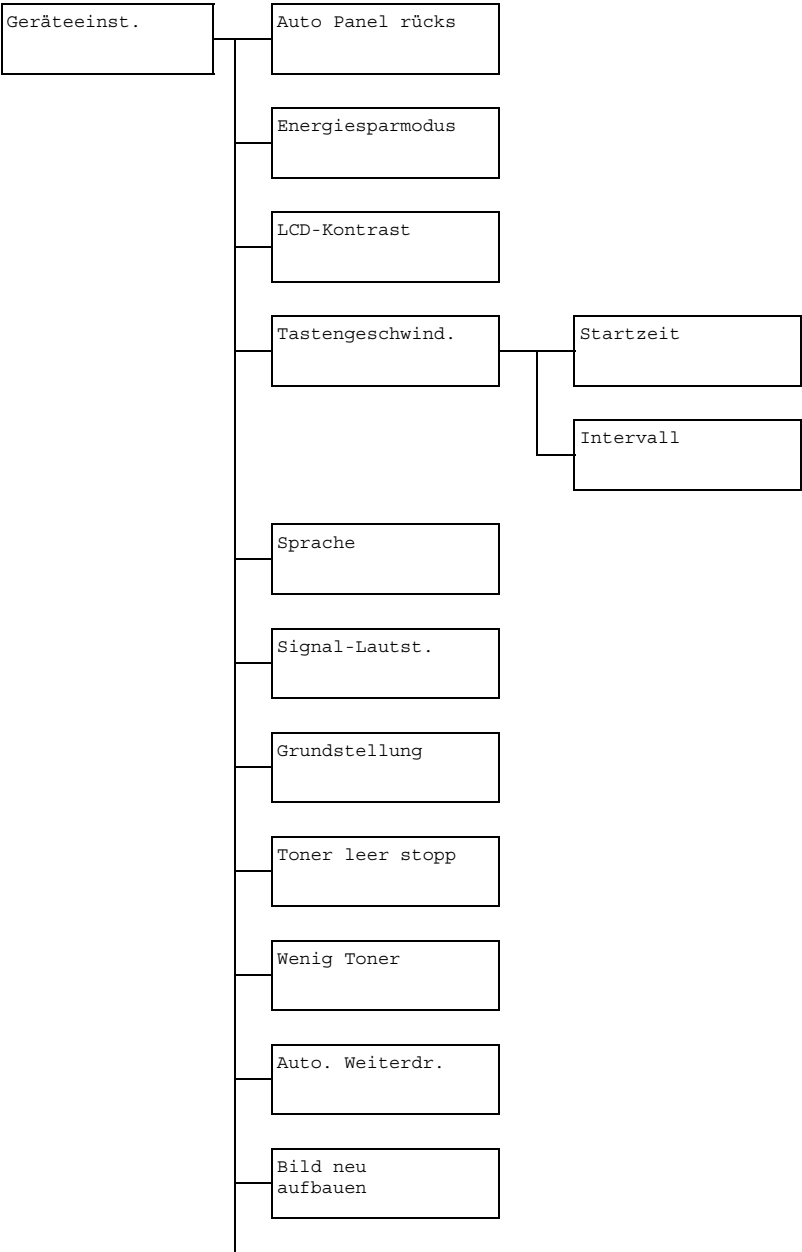 Geräteeinst.
Auto Panel rücks
Energiesparmodus
LCD-Kontrast
Tastengeschwind.
Startzeit
Intervall
Sprache
Signal-Lautst.
Grundstellung
Toner leer stopp
Wenig Toner
Auto. Weiterdr.
Bild neu
aufbauen